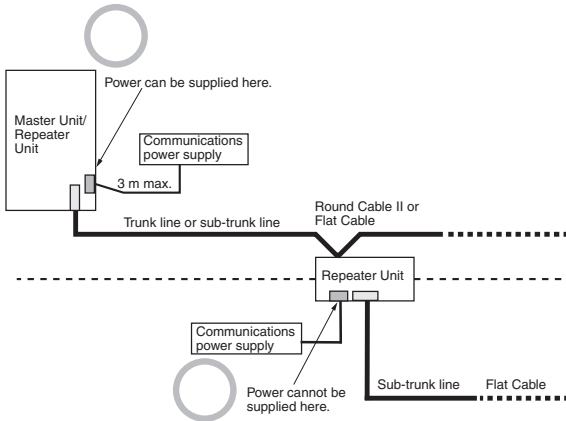 Power can be supplied here.
Master Unit/
Repeater
Unit
Communications
power supply
3 m max.
Round Cable II or
Flat Cable
Trunk line or sub-trunk line
Repeater Unit
Communications
power supply
Power cannot be
supplied here.
Sub-trunk line
Flat Cable